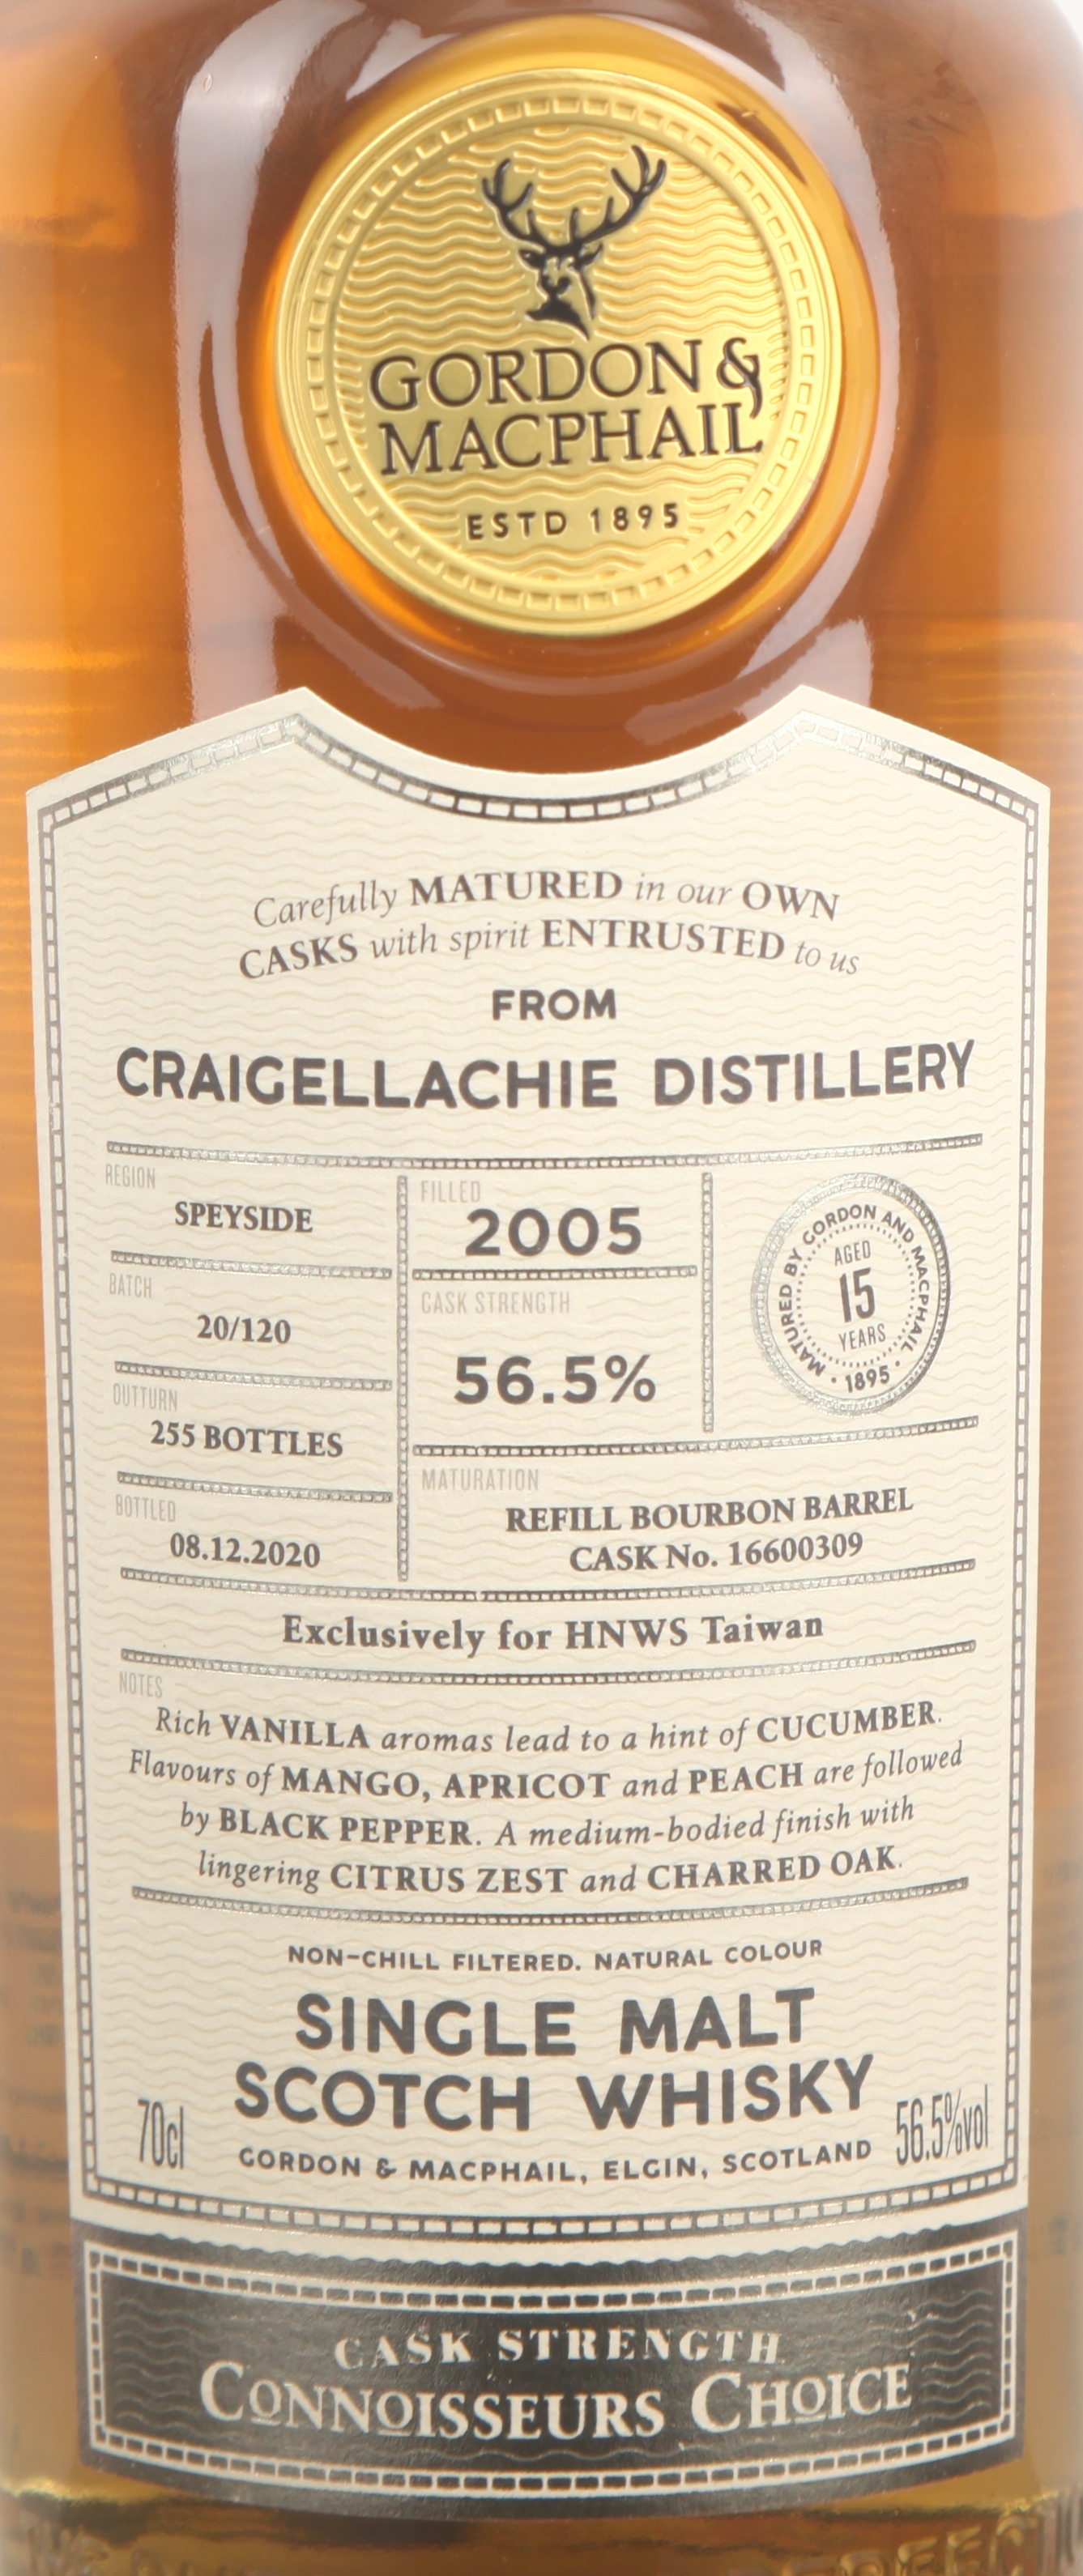 GORDON &
MACPHAIL
ESTD 1895
Carefully MATURED in our OWN
CASKS with spirit ENTRUSTED to us
FROM
CRAIGELLACHIE DISTILLERY
REGION
SPEYSIDE
BATCH
20/120
OUTTURN
255 BOTTLES
BOTTLED
08.12.2020
FILLED
2005
CASK STRENGTH
56.5%
MATURED BY GORDON AND MACPHAIL
AGED
15
YEARS
• 1895 •
MATURATION
REFILL BOURBON BARREL
CASK No. 16600309
Exclusively for HNWS Taiwan
NOTES
Rich VANILLA aromas lead to a hint of CUCUMBER.
Flavours of MANGO, APRICOT and PEACH are followed
by BLACK PEPPER. A medium-bodied finish with
lingering CITRUS ZEST and CHARRED OAK.
NON-CHILL FILTERED. NATURAL COLOUR
SINGLE MALT
SCOTCH WHISKY
70cl
GORDON & MACPHAIL, ELGIN, SCOTLAND
56.5%vol
CASK STRENGTH
CONNOISSEURS CHOICE